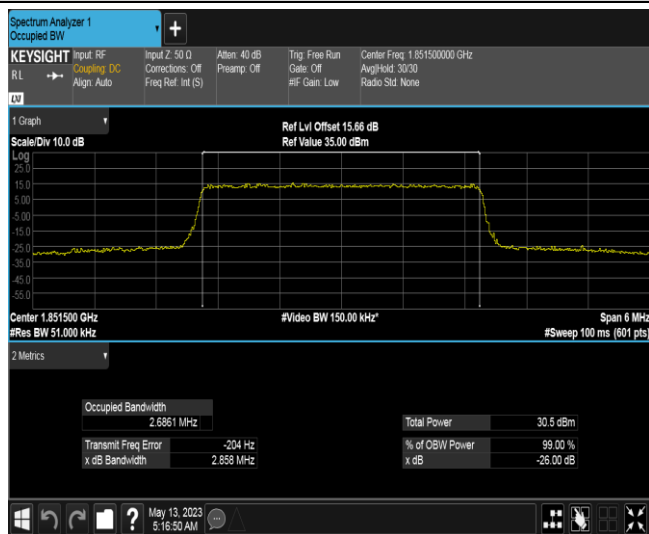 Spectrum Analyzer 1
Occupied BW
+
KEYSIGHT
RL
LXI
Input: RF
Coupling: DC
Align: Auto
Input Z: 50 Ω
Corrections: Off
Freq Ref: Int (S)
Atten: 40 dB
Preamp: Off
Trig: Free Run
Gate: Off
#IF Gain: Low
Center Freq: 1.851500000 GHz
Avg|Hold: 30/30
Radio Std: None
1 Graph
Scale/Div 10.0 dB
Ref Lvl Offset 15.66 dB
Ref Value 35.00 dBm
Log
25.0
15.0
5.00
-5.00
-15.0
-25.0
-35.0
-45.0
-55.0
Center 1.851500 GHz
#Res BW 51.000 kHz
#Video BW 150.00 kHz*
Span 6 MHz
#Sweep 100 ms (601 pts)
2 Metrics
Occupied Bandwidth
2.6861 MHz
Total Power 30.5 dBm
Transmit Freq Error -204 Hz
% of OBW Power 99.00 %
x dB Bandwidth 2.858 MHz
x dB -26.00 dB
?
May 13, 2023
5:16:50 AM